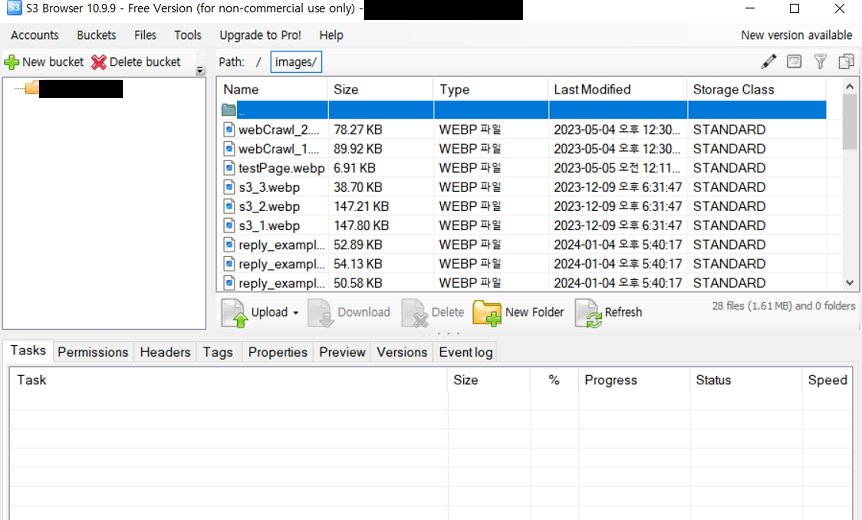 S3 Browser 10.9.9 - Free Version (for non-commercial use only) -
Accounts Buckets Files Tools Upgrade to Pro! Help New version available
New bucket Delete bucket Path: / images/
Name Size Type Last Modified Storage Class
..
webCrawl_2.... 78.27 KB WEBP 파일 2023-05-04 오후 12:30... STANDARD
webCrawl_1.... 89.92 KB WEBP 파일 2023-05-04 오후 12:30... STANDARD
testPage.webp 6.91 KB WEBP 파일 2023-05-05 오전 12:11... STANDARD
s3_3.webp 38.70 KB WEBP 파일 2023-12-09 오후 6:31:47 STANDARD
s3_2.webp 147.21 KB WEBP 파일 2023-12-09 오후 6:31:47 STANDARD
s3_1.webp 147.80 KB WEBP 파일 2023-12-09 오후 6:31:47 STANDARD
reply_exampl... 52.89 KB WEBP 파일 2024-01-04 오후 5:40:17 STANDARD
reply_exampl... 54.13 KB WEBP 파일 2024-01-04 오후 5:40:17 STANDARD
reply_exampl... 50.58 KB WEBP 파일 2024-01-04 오후 5:40:17 STANDARD
Upload Download Delete New Folder Refresh 28 files (1.61 MB) and 0 folders
Tasks Permissions Headers Tags Properties Preview Versions Event log
Task Size % Progress Status Speed